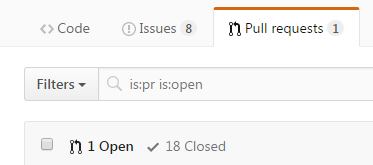 Code Issues 8 Pull requests 1
Filters is:pr is:open
1 Open 18 Closed